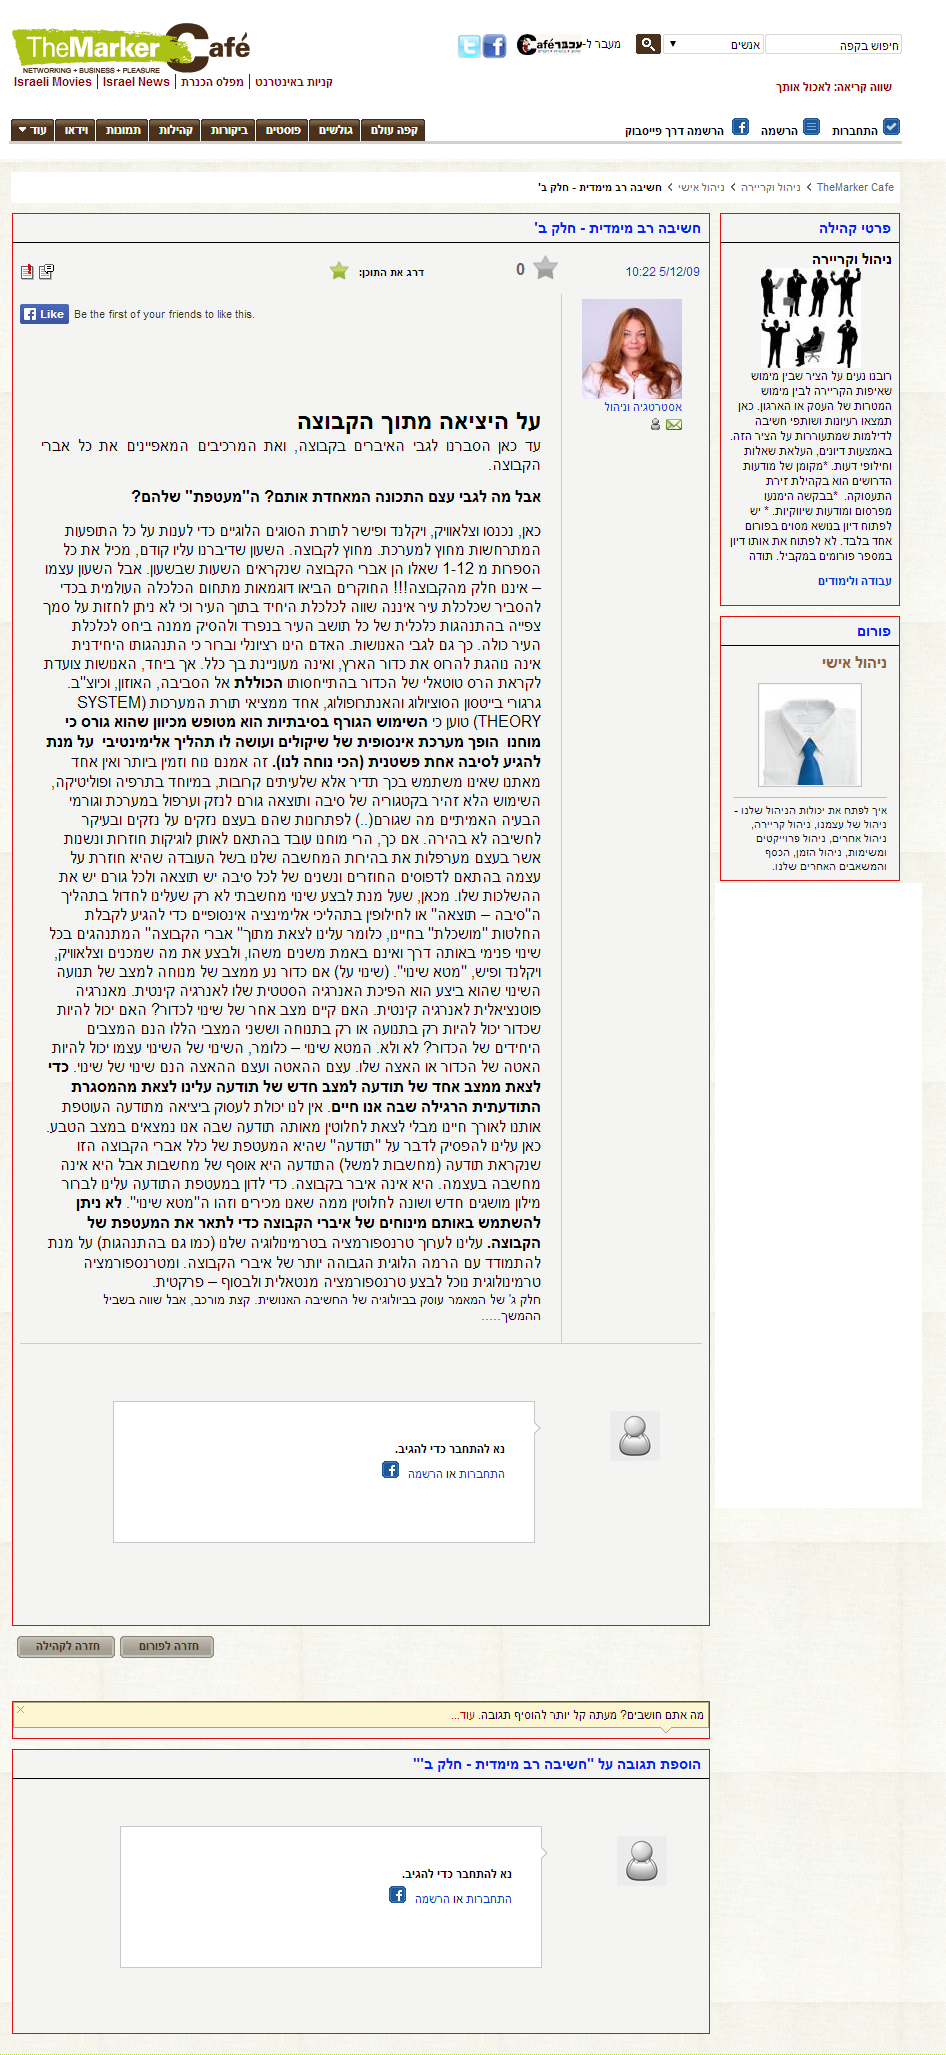 TheMarker Café
NETWORKING + BUSINESS + PLEASURE
חיפוש בקפה
אנשים
מעבר ל-עכברCafé
קניות באינטרנט | מפלס הכנרת | Israel News | Israeli Movies
שווה קריאה: לאכול אותך
התחברות הרשמה הרשמה דרך פייסבוק
קפה עולם גולשים פוסטים ביקורות קהילות תמונות וידאו עוד
TheMarker Cafe > ניהול וקריירה > ניהול אישי > חשיבה רב מימדית - חלק ב'
פרטי קהילה
ניהול וקריירה
רובנו נעים על הציר שבין מימוש
שאיפות הקריירה לבין מימוש
המטרות של העסק או הארגון. כאן
תמצאו רעיונות ושותפי חשיבה
לדילמות שמתעוררות על הציר הזה.
באמצעות דיונים, העלאת שאלות
וחילופי דעות. *מקומן של מודעות
הדרושים הוא בקהילת זירת
התעסוקה. *בבקשה הימנעו
מפרסום ומודעות שיווקיות. * יש
לפתוח דיון בנושא מסוים בפורום
אחד בלבד. לא לפתוח את אותו דיון
במספר פורומים במקביל. תודה
עבודה ולימודים
פורום
ניהול אישי
איך לפתח את יכולות הניהול שלנו -
ניהול של עצמנו, ניהול קריירה,
ניהול אחרים, ניהול פרוייקטים
ומשימות, ניהול הזמן, הכסף
והמשאבים האחרים שלנו.
חשיבה רב מימדית - חלק ב'
5/12/09 10:22
0
דרג את התוכן:
Like Be the first of your friends to like this.
אסטרטגיה וניהול
על היציאה מתוך הקבוצה
עד כאן הסברנו לגבי האיברים בקבוצה, ואת המרכיבים המאפיינים את כל אברי
הקבוצה.
אבל מה לגבי עצם התכונה המאחדת אותם? ה"מעטפת" שלהם?
כאן, נכנסו וצלאוויק, ויקלנד ופישר לתורת הסוגים הלוגיים כדי לענות על כל התופעות
המתרחשות מחוץ למערכת. מחוץ לקבוצה. השעון שדיברנו עליו קודם, מכיל את כל
הספרות מ 1-12 שאלו הן אברי הקבוצה שנקראים השעות שבשעון. אבל השעון עצמו
– איננו חלק מהקבוצה!!! החוקרים הביאו דוגמאות מתחום הכלכלה העולמית בכדי
להסביר שכלכלת עיר איננה שווה לכלכלת היחיד בתוך העיר וכי לא ניתן לחזות על סמך
צפייה בהתנהגות כלכלית של כל תושב העיר בנפרד ולהסיק ממנה ביחס לכלכלת
העיר כולה. כך גם לגבי האנושות. האדם הינו רציונלי וברור כי התנהגותו היחידנית
אינה נוהגת להרוס את כדור הארץ, ואינה מעוניינת בך כלל. אך ביחד, האנושות צועדת
לקראת הרס טוטאלי של הכדור בהתייחסותו הכוללת אל הסביבה, האוזון, וכיוצ"ב.
גרגורי בייטסון הסוציולוג והאנתרופולוג, אחד ממציאי תורת המערכות (SYSTEM
THEORY) טוען כי השימוש הגורף בסיבתיות הוא מטופש מכיוון שהוא גורס כי
מוחנו הופך מערכת אינסופית של שיקולים ועושה לו תהליך אלימינטיבי על מנת
להגיע לסיבה אחת פשטנית (הכי נוחה לנו). זה אמנם נוח וזמין ביותר ואין אחד
מאתנו שאינו משתמש בכך תדיר אלא שלעיתים קרובות, במיוחד בתרפיה ופוליטיקה,
השימוש הלא זהיר בקטגוריה של סיבה ותוצאה גורם לנזק וערפול במערכת וגורמי
הבעיה האמיתיים מה שגורם(..) לפתרונות שהם בעצם נזקים על נזקים ובעיקר
לחשיבה לא בהירה. אם כך, הרי מוחנו עובד בהתאם לאותן לוגיקות חוזרות ונשנות
אשר בעצם מערפלות את בהירות המחשבה שלנו בשל העובדה שהיא חוזרת על
עצמה בהתאם לדפוסים החוזרים ונשנים של לכל סיבה יש תוצאה ולכל גורם יש את
ההשלכות שלו. מכאן, שעל מנת לבצע שינוי מחשבתי לא רק שעלינו לחדול בתהליך
ה"סיבה – תוצאה" או לחילופין בתהליכי אלימינציה אינסופיים כדי להגיע לקבלת
החלטות "מושכלת" בחיינו, כלומר עלינו לצאת מתוך" אברי הקבוצה" המתנהגים בכל
שינוי פנימי באותה דרך ואינם באמת משנים משהו, ולבצע את מה שמכנים וצלאוויק,
ויקלנד ופיש, "מטא שינוי". (שינוי על) אם כדור נע ממצב של מנוחה למצב של תנועה
השינוי שהוא ביצע הוא הפיכת האנרגיה הסטטית שלו לאנרגיה קינטית. מאנרגיה
פוטנציאלית לאנרגיה קינטית. האם קיים מצב אחר של שינוי לכדור? האם יכול להיות
שכדור יכול להיות רק בתנועה או רק בתנוחה וששני המצבי הללו הנם המצבים
היחידים של הכדור? לא ולא. המטא שינוי – כלומר, השינוי של השינוי עצמו יכול להיות
האטה של הכדור או האצה שלו. עצם ההאטה ועצם ההאצה הנם שינוי של שינוי. כדי
לצאת ממצב אחד של תודעה למצב חדש של תודעה עלינו לצאת מהמסגרת
התודעתית הרגילה שבה אנו חיים. אין לנו יכולת לעסוק ביציאה מתודעה העוטפת
אותנו לאורך חיינו מבלי לצאת לחלוטין מאותה תודעה שבה אנו נמצאים במצב הטבע.
כאן עלינו להפסיק לדבר על "תודעה" שהיא המעטפת של כלל אברי הקבוצה הזו
שנקראת תודעה (מחשבות למשל) התודעה היא אוסף של מחשבות אבל היא אינה
מחשבה בעצמה. היא אינה איבר בקבוצה. כדי לדון במעטפת התודעה עלינו לברור
מילון מושגים חדש ושונה לחלוטין ממה שאנו מכירים וזהו ה"מטא שינוי". לא ניתן
להשתמש באותם מינוחים של איברי הקבוצה כדי לתאר את המעטפת של
הקבוצה. עלינו לערוך טרנספורמציה בטרמינולוגיה שלנו (כמו גם בהתנהגות) על מנת
להתמודד עם הרמה הלוגית הגבוהה יותר של איברי הקבוצה. ומטרנספורמציה
טרמינולוגית נוכל לבצע טרנספורמציה מנטאלית ולבסוף – פרקטית.
חלק ג' של המאמר עוסק בביולוגיה של החשיבה האנושית. קצת מורכב, אבל שווה בשביל
ההמשך.....
נא להתחבר כדי להגיב.
התחברות או הרשמה
חזרה לפורום חזרה לקהילה
מה אתם חושבים? מעתה קל יותר להוסיף תגובה. עוד...
הוספת תגובה על "חשיבה רב מימדית - חלק ב'"
נא להתחבר כדי להגיב.
התחברות או הרשמה